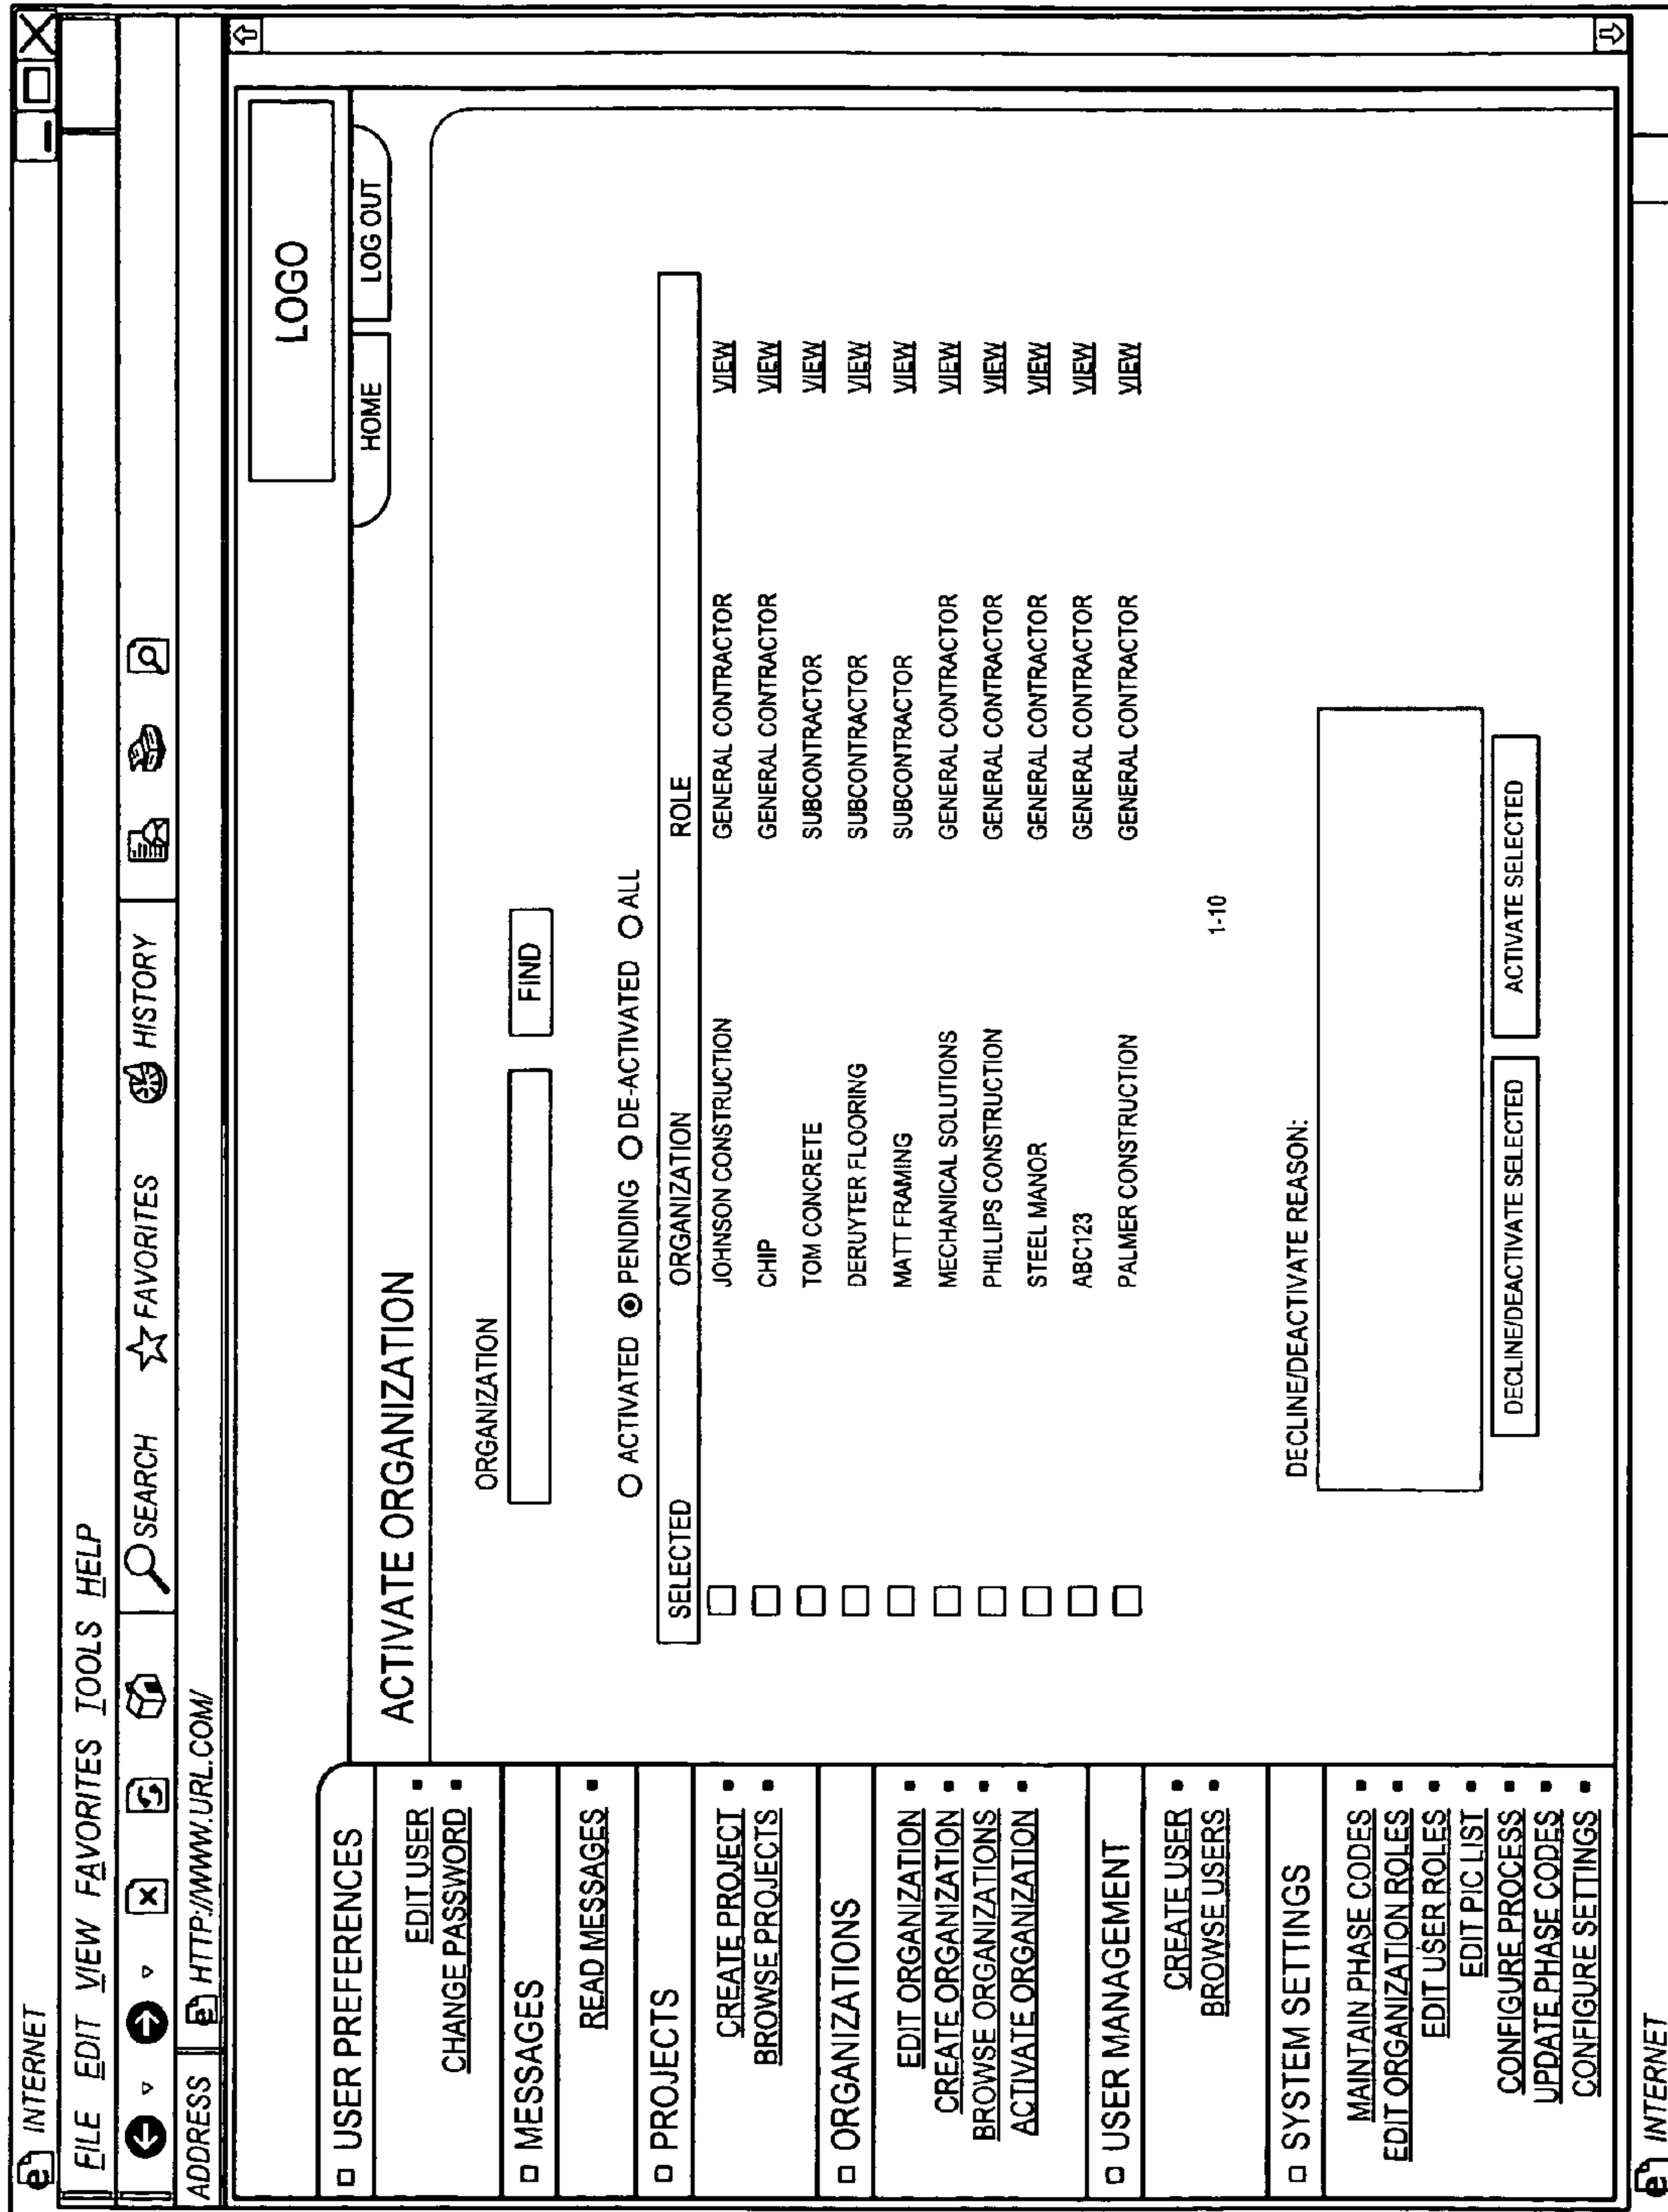 INTERNET
FILE EDIT VIEW FAVORITES TOOLS HELP
SEARCH FAVORITES HISTORY
ADDRESS HTTP://WWW.URL.COM/
LOGO
HOME LOG OUT
USER PREFERENCES
EDIT USER
CHANGE PASSWORD
MESSAGES
READ MESSAGES
PROJECTS
CREATE PROJECT
BROWSE PROJECTS
ORGANIZATIONS
EDIT ORGANIZATION
CREATE ORGANIZATION
BROWSE ORGANIZATIONS
ACTIVATE ORGANIZATION
USER MANAGEMENT
CREATE USER
BROWSE USERS
SYSTEM SETTINGS
MAINTAIN PHASE CODES
EDIT ORGANIZATION ROLES
EDIT USER ROLES
EDIT PIC LIST
CONFIGURE PROCESS
UPDATE PHASE CODES
CONFIGURE SETTINGS
ACTIVATE ORGANIZATION
ORGANIZATION
FIND
ACTIVATED PENDING DE-ACTIVATED ALL
SELECTED ORGANIZATION ROLE
JOHNSON CONSTRUCTION GENERAL CONTRACTOR VIEW
CHIP GENERAL CONTRACTOR VIEW
TOM CONCRETE SUBCONTRACTOR VIEW
DERUYTER FLOORING SUBCONTRACTOR VIEW
MATT FRAMING SUBCONTRACTOR VIEW
MECHANICAL SOLUTIONS GENERAL CONTRACTOR VIEW
PHILLIPS CONSTRUCTION GENERAL CONTRACTOR VIEW
STEEL MANOR GENERAL CONTRACTOR VIEW
ABC123 GENERAL CONTRACTOR VIEW
PALMER CONSTRUCTION GENERAL CONTRACTOR VIEW
1-10
DECLINE/DEACTIVATE REASON:
DECLINE/DEACTIVATE SELECTED ACTIVATE SELECTED
INTERNET